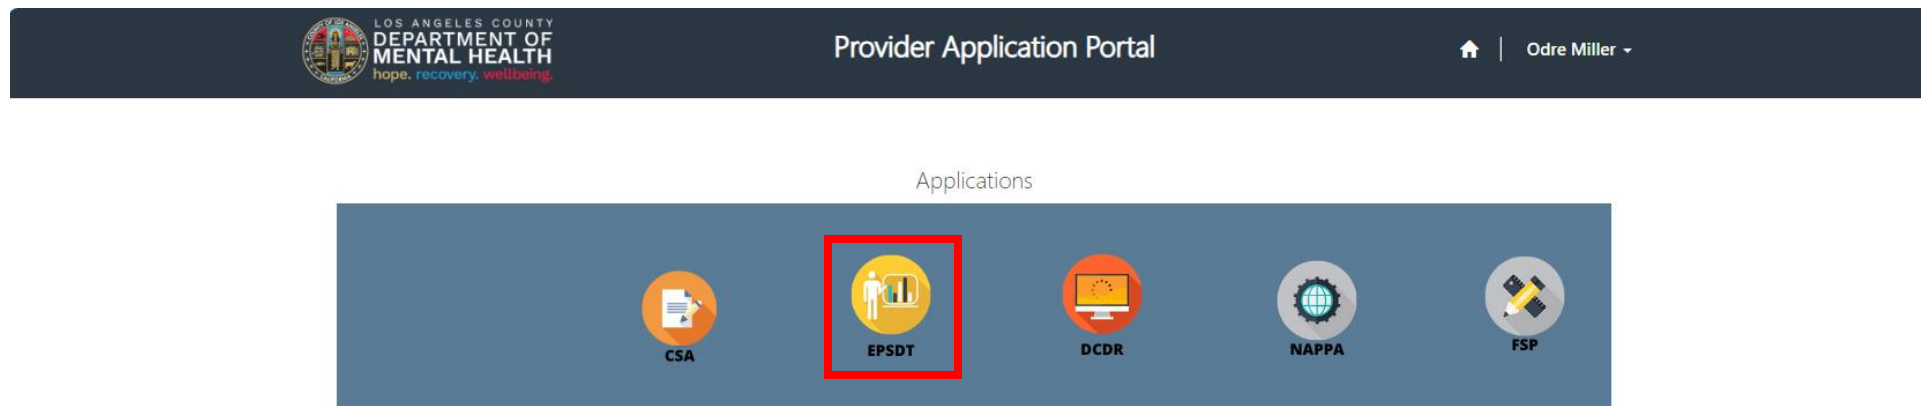 LOS ANGELES COUNTY
DEPARTMENT OF
MENTAL HEALTH
hope. recovery. wellbeing.
Provider Application Portal
Odre Miller
Applications
CSA
EPSDT
DCDR
NAPPA
FSP